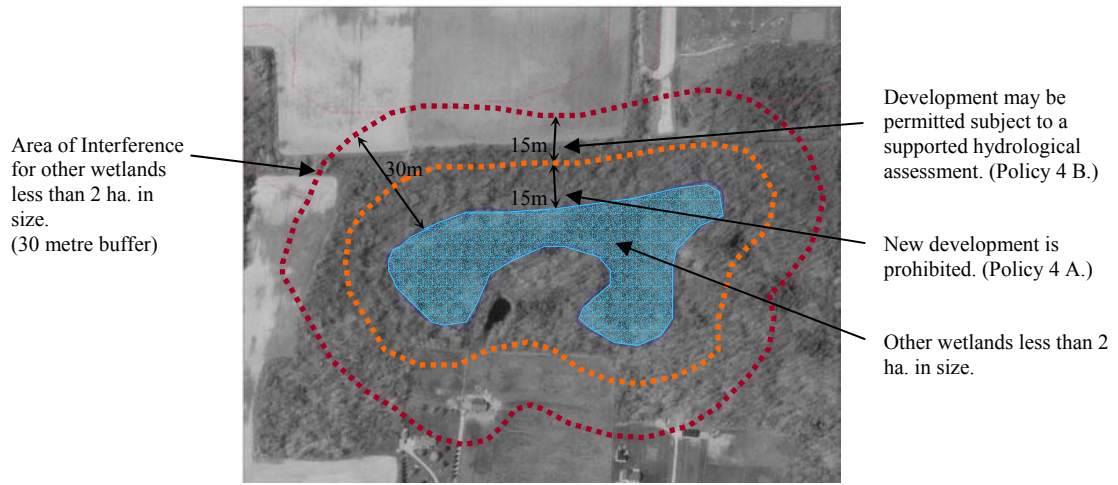 Area of Interference
for other wetlands
less than 2 ha. in
size.
(30 metre buffer)
30m
15m
15m
Development may be
permitted subject to a
supported hydrological
assessment. (Policy 4 B.)
New development is
prohibited. (Policy 4 A.)
Other wetlands less than 2
ha. in size.